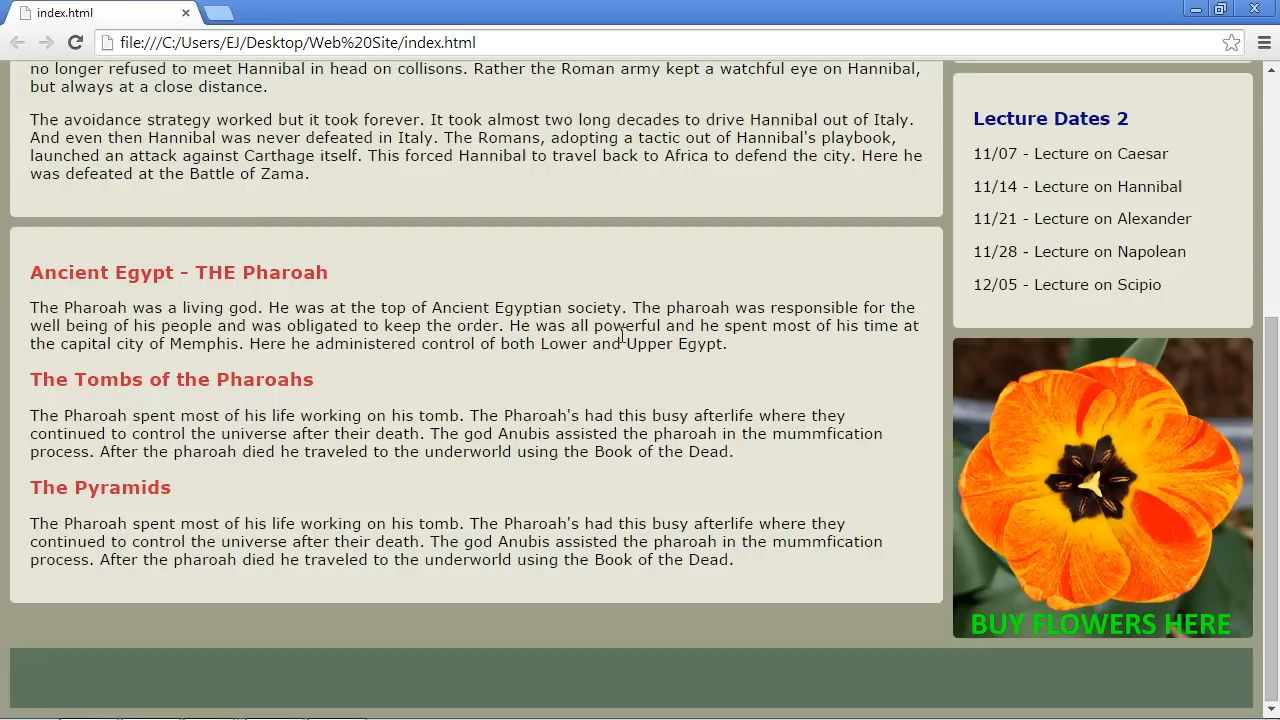 index.html
file:///C:/Users/EJ/Desktop/Web%20Site/index.html
no longer refused to meet Hannibal in head on collisons. Rather the Roman army kept a watchful eye on Hannibal,
but always at a close distance.
The avoidance strategy worked but it took forever. It took almost two long decades to drive Hannibal out of Italy.
And even then Hannibal was never defeated in Italy. The Romans, adopting a tactic out of Hannibal's playbook,
launched an attack against Carthage itself. This forced Hannibal to travel back to Africa to defend the city. Here he
was defeated at the Battle of Zama.
Ancient Egypt - THE Pharoah
The Pharoah was a living god. He was at the top of Ancient Egyptian society. The pharoah was responsible for the
well being of his people and was obligated to keep the order. He was all powerful and he spent most of his time at
the capital city of Memphis. Here he administered control of both Lower and Upper Egypt.
The Tombs of the Pharoahs
The Pharoah spent most of his life working on his tomb. The Pharoah's had this busy afterlife where they
continued to control the universe after their death. The god Anubis assisted the pharoah in the mummfication
process. After the pharoah died he traveled to the underworld using the Book of the Dead.
The Pyramids
The Pharoah spent most of his life working on his tomb. The Pharoah's had this busy afterlife where they
continued to control the universe after their death. The god Anubis assisted the pharoah in the mummfication
process. After the pharoah died he traveled to the underworld using the Book of the Dead.
Lecture Dates 2
11/07 - Lecture on Caesar
11/14 - Lecture on Hannibal
11/21 - Lecture on Alexander
11/28 - Lecture on Napolean
12/05 - Lecture on Scipio
BUY FLOWERS HERE